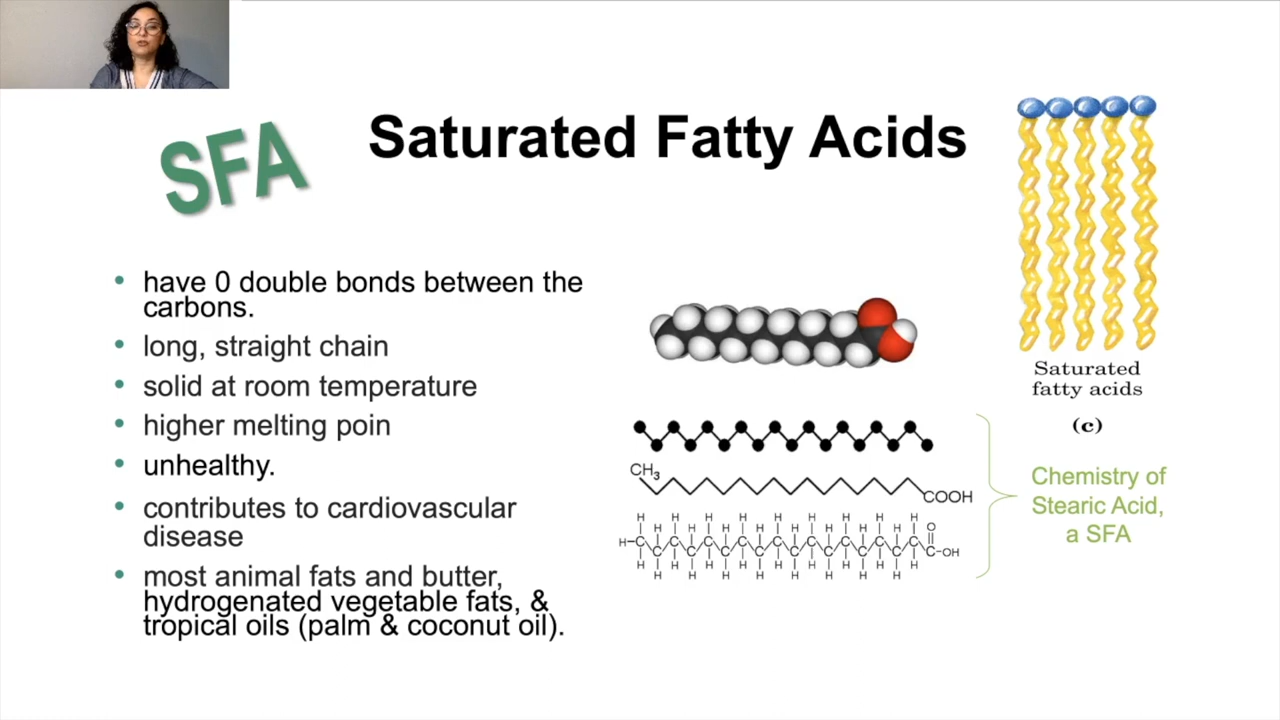 SFA
Saturated Fatty Acids
• have 0 double bonds between the
carbons.
• long, straight chain
• solid at room temperature
• higher melting poin
• unhealthy.
• contributes to cardiovascular
disease
• most animal fats and butter,
hydrogenated vegetable fats, &
tropical oils (palm & coconut oil).
Saturated
fatty acids
(c)
CH3
COOH
H H H H H H H H H
H H H H H H H H O
H-C C C C C C C C C C C C C C C C C C-OH
H H H H H H H H H
H H H H H H H H
Chemistry of
Stearic Acid,
a SFA